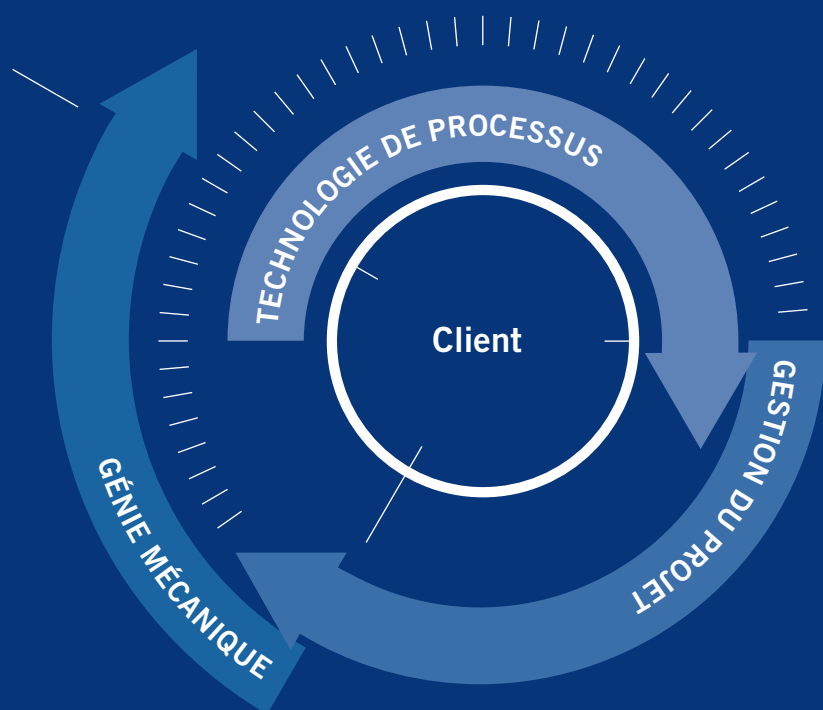 TECHNOLOGIE DE PROCESSUS
Client
GESTION DU PROJET
GÉNIE MÉCANIQUE